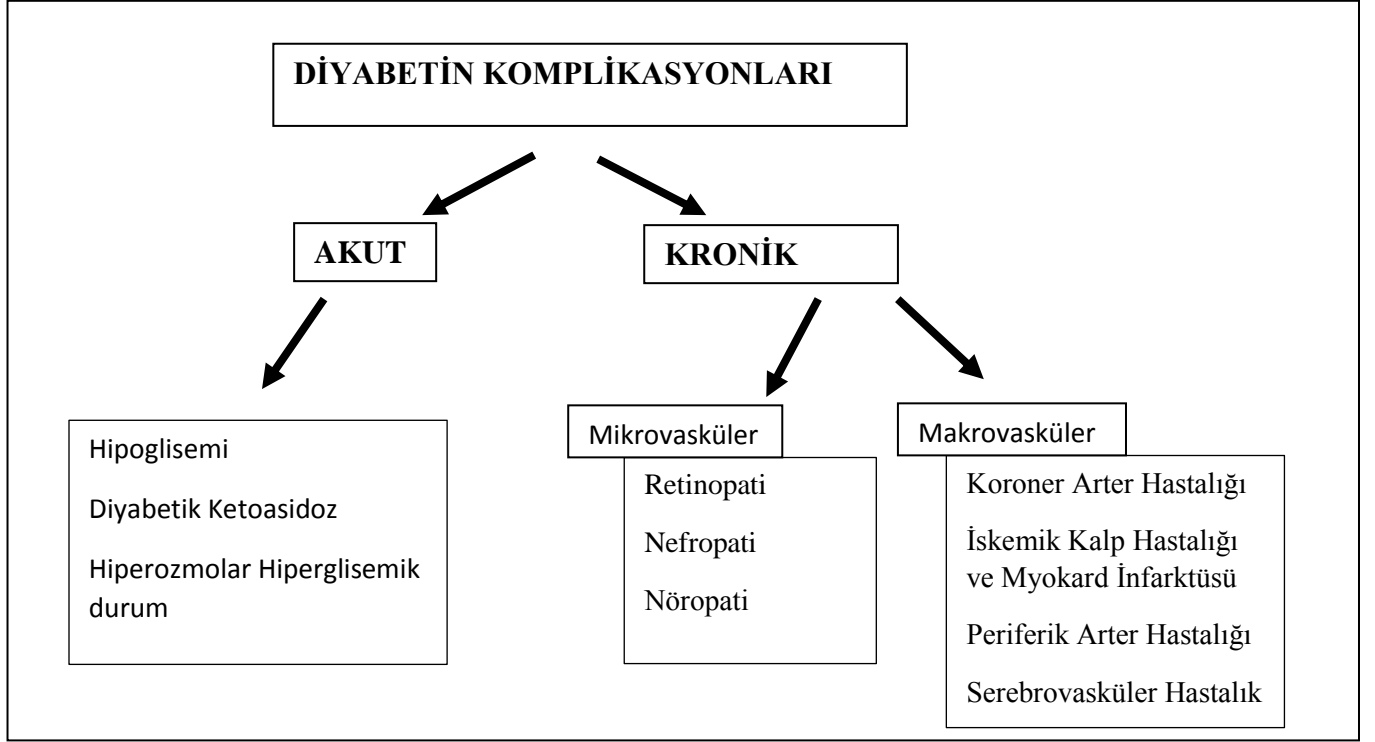 DİYABETİN KOMPLİKASYONLARI
AKUT
KRONİK
Hipoglisemi
Diyabetik Ketoasidoz
Hiperozmolar Hiperglisemik
durum
Mikrovasküler
Retinopati
Nefropati
Nöropati
Makrovasküler
Koroner Arter Hastalığı
İskemik Kalp Hastalığı
ve Myokard İnfarktüsü
Periferik Arter Hastalığı
Serebrovasküler Hastalık